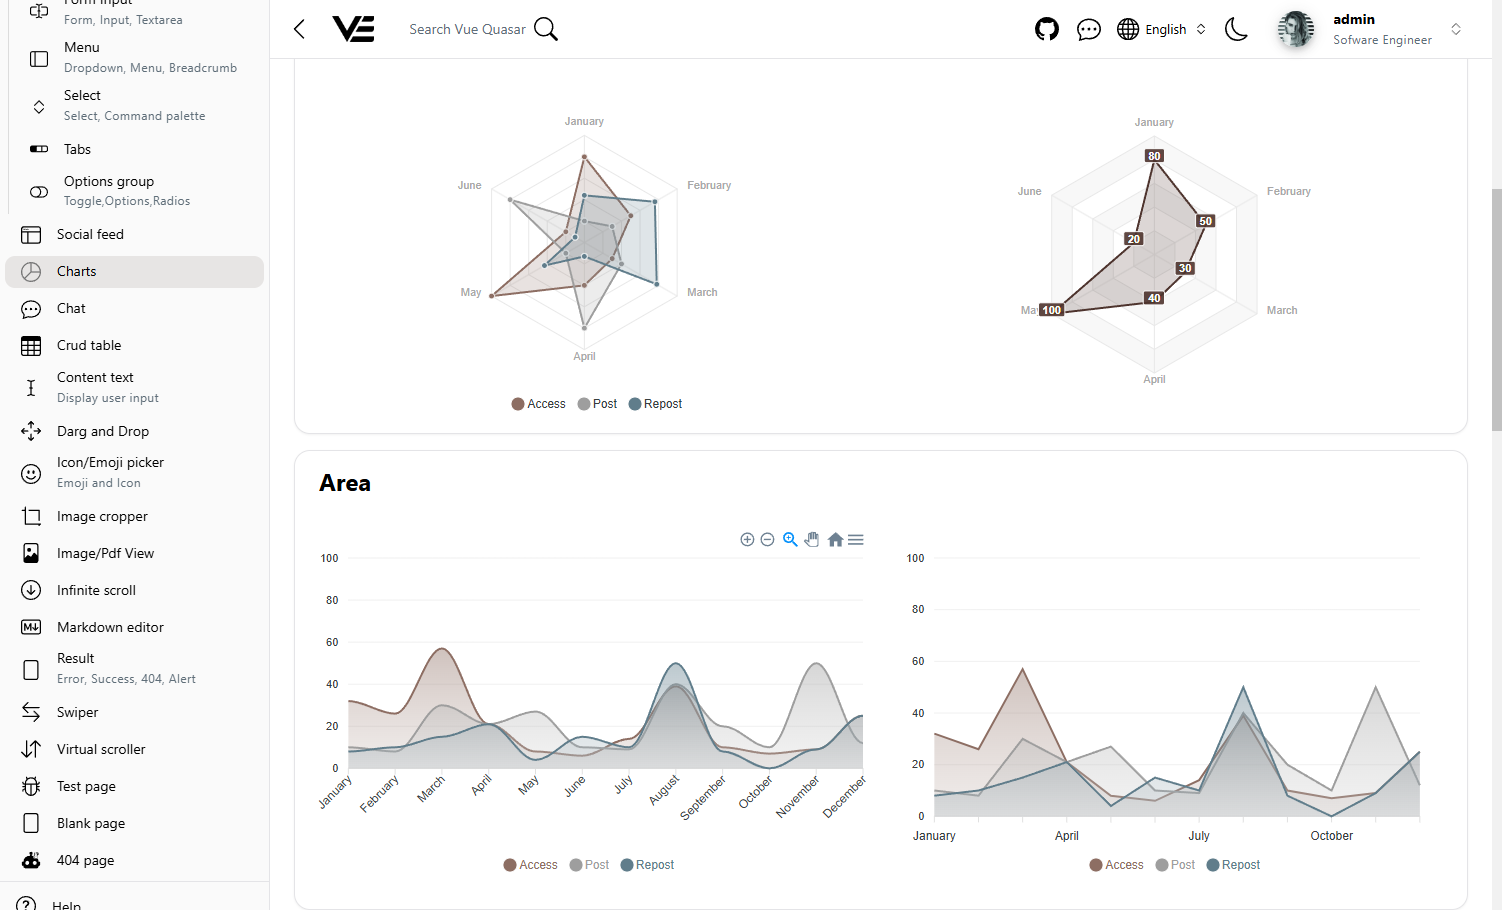 Form Input
Form, Input, Textarea
Menu
Dropdown, Menu, Breadcrumb
Select
Select, Command palette
Tabs
Options group
Toggle,Options,Radios
Social feed
Charts
Chat
Crud table
Content text
Display user input
Darg and Drop
Icon/Emoji picker
Emoji and Icon
Image cropper
Image/Pdf View
Infinite scroll
Markdown editor
Result
Error, Success, 404, Alert
Swiper
Virtual scroller
Test page
Blank page
404 page
Help
VE
Search Vue Quasar
English
admin
Sofware Engineer
January
February
March
April
May
June
Access Post Repost
January
February
March
April
May
June
80
50
30
40
100
20
Area
100
80
60
40
20
0
January February March April May June July August September October November December
Access Post Repost
100
80
60
40
20
0
January April July October
Access Post Repost